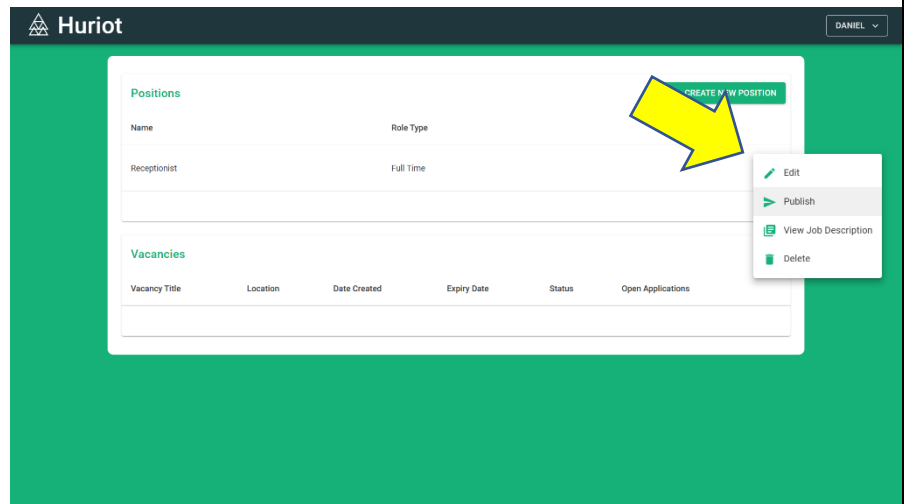 Huriot
DANIEL
Positions
CREATE NEW POSITION
Name Role Type
Receptionist Full Time
Edit
Publish
View Job Description
Delete
Vacancies
Vacancy Title Location Date Created Expiry Date Status Open Applications